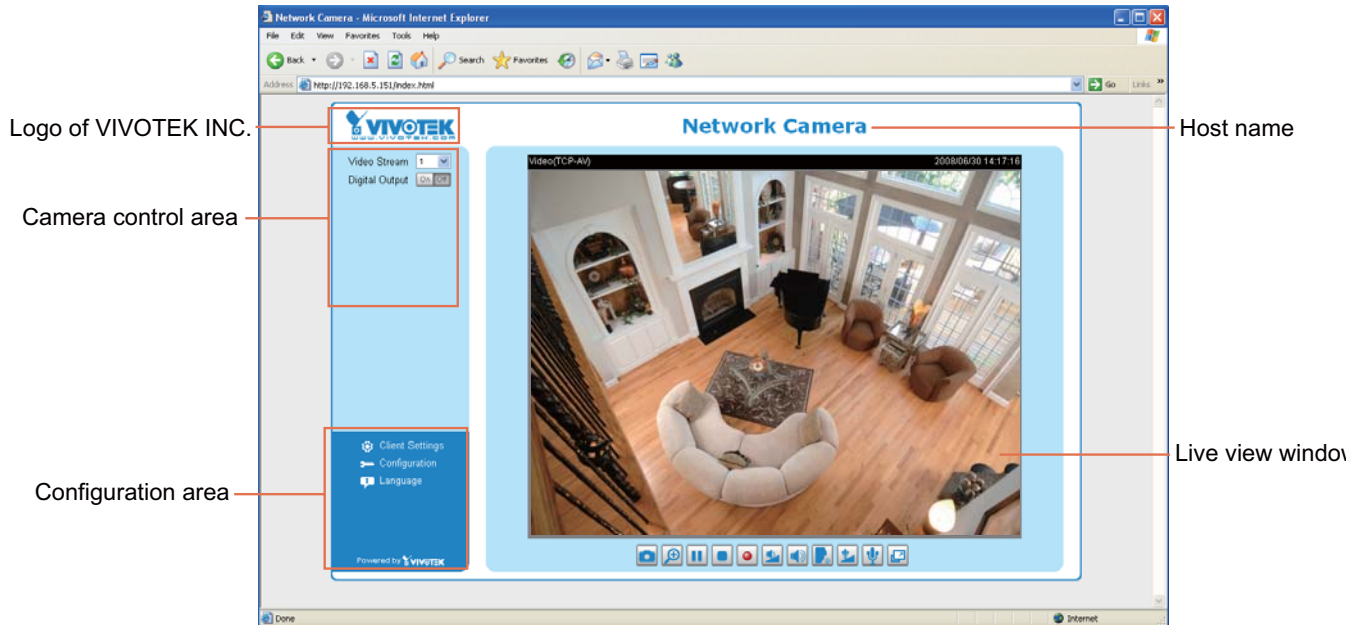 Network Camera - Microsoft Internet Explorer
File Edit View Favorites Tools Help
Back Search Favorites
Address http://192.168.5.151/index.html Go Links
Logo of VIVOTEK INC.
VIVOTEK
www.vivotek.com
Network Camera
Host name
Video Stream 1
Digital Output On Off
Video(TCP-AV) 2008/06/30 14:17:16
Camera control area
Live view window
Client Settings
Configuration
Language
Configuration area
Powered by VIVOTEK
Done Internet